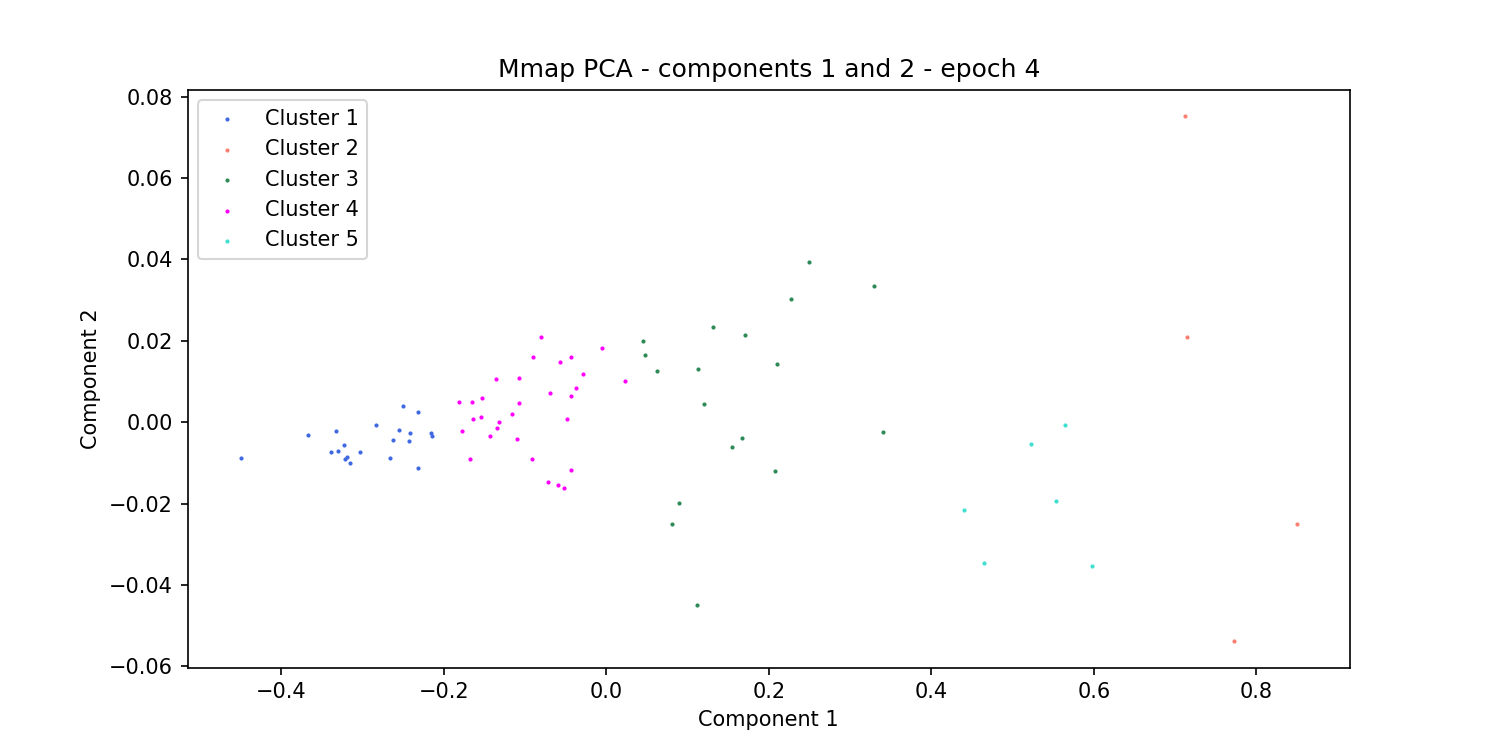 Mmap PCA - components 1 and 2 - epoch 4
0.08
0.06
0.04
0.02
0.00
−0.02
−0.04
−0.06
Component 2
Cluster 1
Cluster 2
Cluster 3
Cluster 4
Cluster 5
−0.4 −0.2 0.0 0.2 0.4 0.6 0.8
Component 1